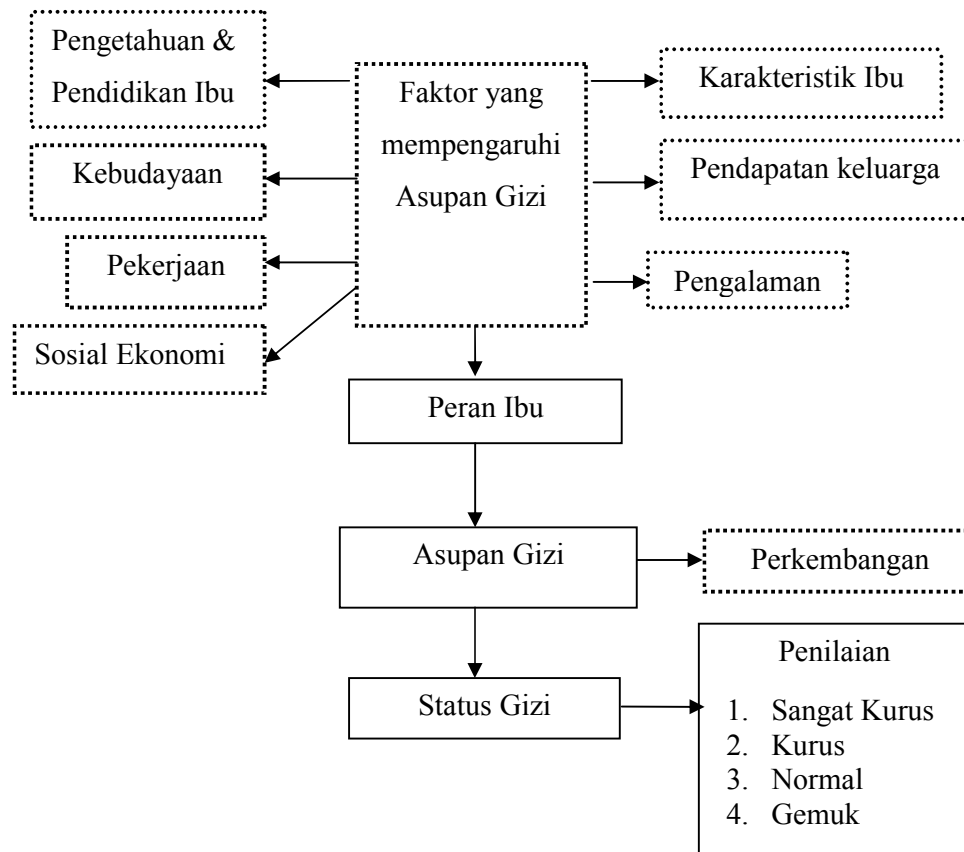 Pengetahuan &
Pendidikan Ibu
Faktor yang
mempengaruhi
Asupan Gizi
Karakteristik Ibu
Kebudayaan
Pendapatan keluarga
Pekerjaan
Pengalaman
Sosial Ekonomi
Peran Ibu
Asupan Gizi
Perkembangan
Status Gizi
Penilaian
1. Sangat Kurus
2. Kurus
3. Normal
4. Gemuk